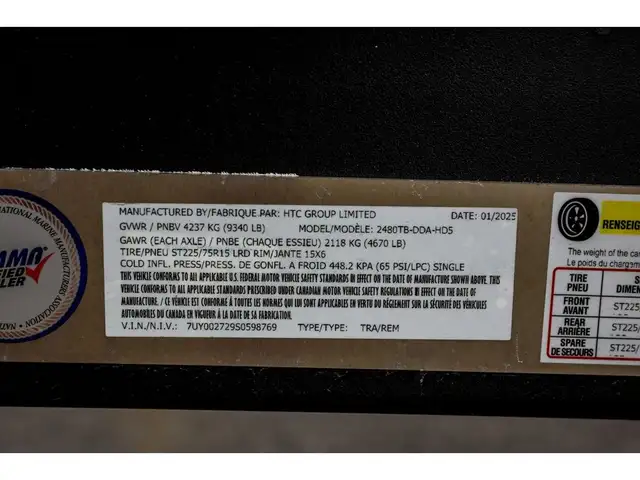 MANUFACTURED BY/FABRIQUE PAR: HTC GROUP LIMITED DATE: 01/2025
GVWR / PNBV 4237 KG (9340 LB) MODEL/MODÈLE: 2480TB-DDA-HD5
GAWR (EACH AXLE) / PNBE (CHAQUE ESSIEU) 2118 KG (4670 LB)
TIRE/PNEU ST225/75R15 LRD RIM/JANTE 15X6
COLD INFL. PRESS/PRESS. DE GONFL. A FROID 448.2 KPA (65 PSI/LPC) SINGLE
THIS VEHICLE CONFORMS TO ALL APPLICABLE U.S. FEDERAL MOTOR VEHICLE SAFETY STANDARDS IN EFFECT ON THE DATE OF MANUFACTURE SHOWN ABOVE.
THIS VEHICLE CONFORMS TO ALL APPLICABLE STANDARDS PRESCRIBED UNDER CANADIAN MOTOR VEHICLE SAFETY REGULATIONS IN EFFECT ON THE DATE OF
MANUFACTURE. / CE VÉHICULE EST CONFORME À TOUTES LES NORMES QUI LUI SONT APPLICABLES EN VERTU DU RÈGLEMENT SUR LA SÉCURITÉ DES VÉHICULES
AUTOMOBILES DU CANADA EN VIGUEUR À LA DATE DE SA FABRICATION.
V.I.N./N.I.V.: 7UY002729S0598769 TYPE/TYPE: TRA/REM
RENSEIGN
The weight of the car
Poids du chargem
TIRE
PNEU
S
DIMEN
FRONT
AVANT
ST225
REAR
ARRIÈRE
ST225/
SPARE
DE SECOURS
ST225/
NATIONAL MARINE MANUFACTURERS ASSOCIATION